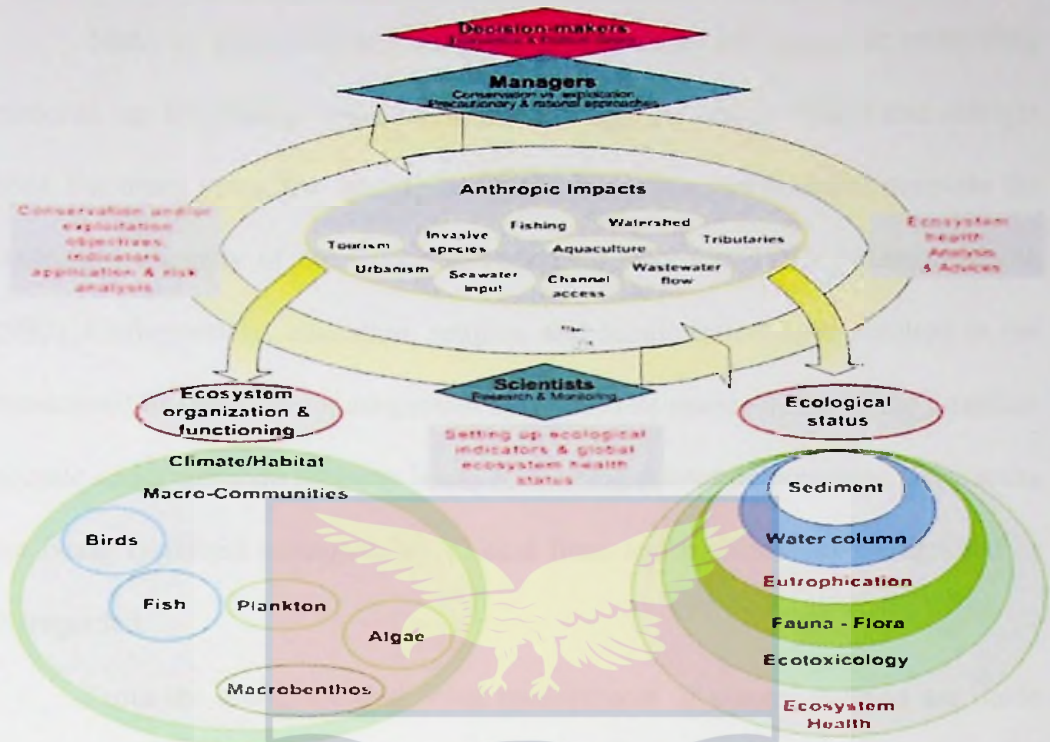 Decision-makers
Managers
Conservation vs. exploitation
Precautionary & rational approaches
Anthropic Impacts
Fishing
Watershed
Invasive
species
Tourism
Aquaculture
Tributaries
Urbanism
Seawater
input
Channel
access
Wastewater
flow
Conservation and/or
exploitation
objectives,
indicators
application & risk
analysis
Ecosystem
health
Analysis
& Advices
Scientists
Research & Monitoring
Setting up ecological
indicators & global
ecosystem health
status
Ecosystem
organization &
functioning
Climate/Habitat
Macro-Communities
Birds
Fish
Plankton
Algae
Macrobenthos
Ecological
status
Sediment
Water column
Eutrophication
Fauna - Flora
Ecotoxicology
Ecosystem
Health